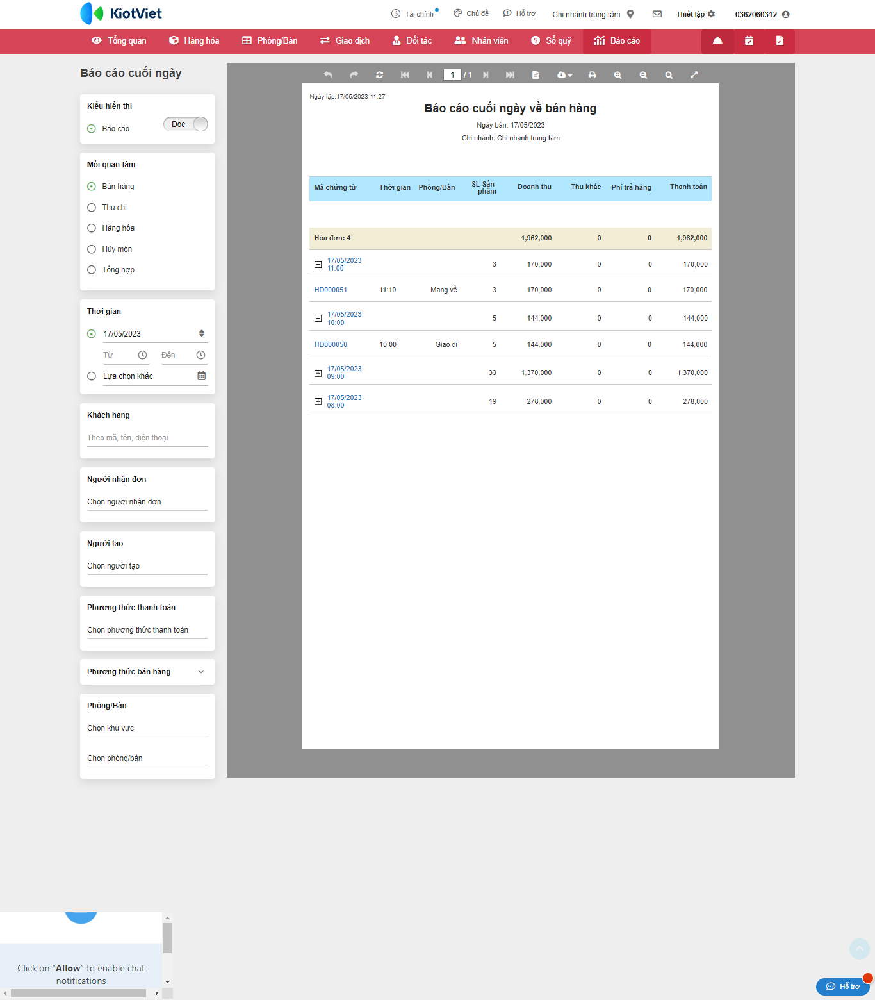 KiotViet
Tài chính
Chủ đề
Hỗ trợ
Chi nhánh trung tâm
Thiết lập
0362060312
Tổng quan
Hàng hóa
Phòng/Bàn
Giao dịch
Đối tác
Nhân viên
Sổ quỹ
Báo cáo
Báo cáo cuối ngày
Kiểu hiển thị
Báo cáo
Dọc
Mối quan tâm
Bán hàng
Thu chi
Hàng hóa
Hủy món
Tổng hợp
Thời gian
17/05/2023
Từ
Đến
Lựa chọn khác
Khách hàng
Theo mã, tên, điện thoại
Người nhận đơn
Chọn người nhận đơn
Người tạo
Chọn người tạo
Phương thức thanh toán
Chọn phương thức thanh toán
Phương thức bán hàng
Phòng/Bàn
Chọn khu vực
Chọn phòng/bàn
1 / 1
Ngày lập:17/05/2023 11:27
Báo cáo cuối ngày về bán hàng
Ngày bán: 17/05/2023
Chi nhánh: Chi nhánh trung tâm
Mã chứng từ Thời gian Phòng/Bàn SL Sản phẩm Doanh thu Thu khác Phí trả hàng Thanh toán
Hóa đơn: 4 1,962,000 0 0 1,962,000
17/05/2023 11:00 3 170,000 0 0 170,000
HD000051 11:10 Mang về 3 170,000 0 0 170,000
17/05/2023 10:00 5 144,000 0 0 144,000
HD000050 10:00 Giao đi 5 144,000 0 0 144,000
17/05/2023 09:00 33 1,370,000 0 0 1,370,000
17/05/2023 08:00 19 278,000 0 0 278,000
Click on “Allow” to enable chat
notifications
Hỗ trợ